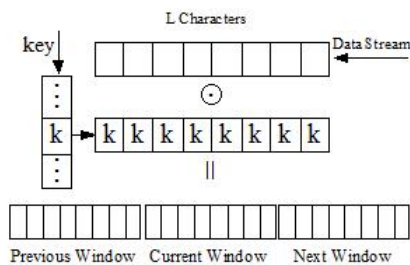 L Characters
key
Data Stream
⋮
⊙
k k k k k k k k k
⋮
||
Previous Window Current Window Next Window